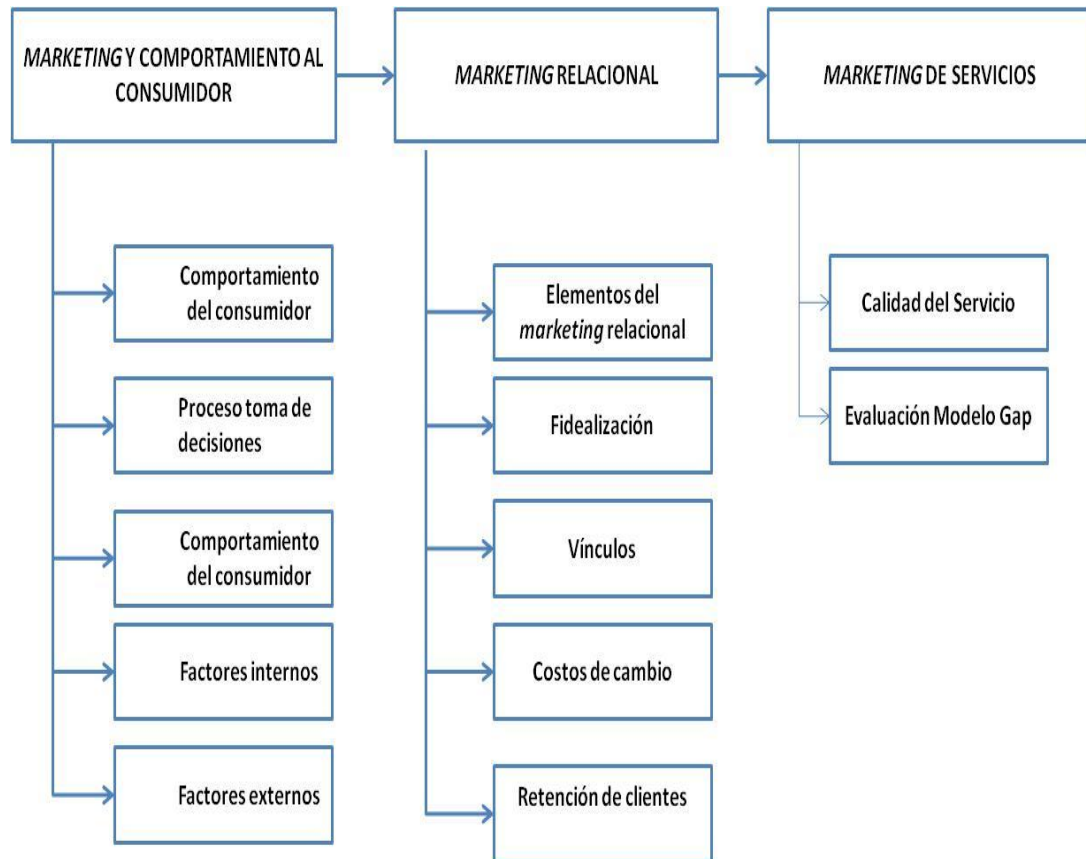 MARKETING Y COMPORTAMIENTO AL
CONSUMIDOR
MARKETING RELACIONAL
MARKETING DE SERVICIOS
Comportamiento
del consumidor
Proceso toma de
decisiones
Comportamiento
del consumidor
Factores internos
Factores externos
Elementos del
marketing relacional
Fidealización
Vínculos
Costos de cambio
Retención de clientes
Calidad del Servicio
Evaluación Modelo Gap